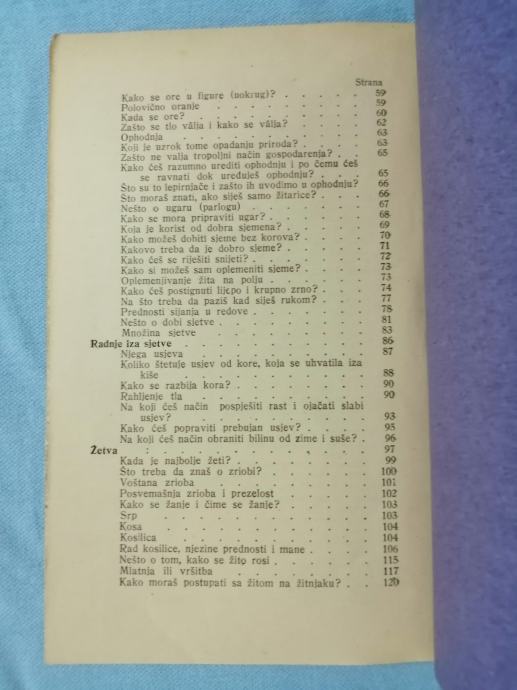 Strana
Kako se ore u figure (uokrug)? . . . . . 59
Polovično oranje . . . . . . . . . 59
Kada se ore? . . . . . . . . . . 60
Zašto se tlo vâlja i kako se vâlja? . . . . 62
Ophodnja . . . . . . . . . . . 63
Koji je uzrok tome opadanju priroda? . . . . 63
Zašto ne valja tropoljni način gospodarenja? . . 65
Kako ćeš razumno urediti ophodnju i po čemu ćeš
se ravnati dok uređuješ ophodnju? . . . 65
Što su to lepirnjače i zašto ih uvodimo u ophodnju? 66
Što moraš znati, ako siješ samo žitarice? . . . 66
Nešto o ugaru (parlogu) . . . . . . . 67
Kako se mora pripraviti ugar? . . . . . . 68
Koja je korist od dobra sjemena? . . . . . 69
Kako možeš dobiti sjeme bez korova? . . . . 70
Kakovo treba da je dobro sjeme? . . . . . 71
Kako ćeš se riješiti snijeti? . . . . . . . 72
Kako si možeš sam oplemeniti sjeme? . . . . 73
Oplemenjivanje žita na polju . . . . . . 73
Kako ćeš postignuti lijepo i krupno zrno? . . . 74
Na što treba da paziš kad siješ rukom? . . . . 77
Prednosti sijanja u redove . . . . . . . 78
Nešto o dobi sjetve . . . . . . . . . 81
Množina sjetve . . . . . . . . . . 83
Radnje iza sjetve . . . . . . . . . . 86
Njega usjeva . . . . . . . . . . 87
Koliko štetuje usjev od kore, koja se uhvatila iza
kiše . . . . . . . . . . . 88
Kako se razbija kora? . . . . . . . . 90
Rahljenje tla . . . . . . . . . . 90
Na koji ćeš način pospješiti rast i ojačati slabi
usjev? . . . . . . . . . . 93
Kako ćeš popraviti prebujan usjev? . . . . . 95
Na koji ćeš način obraniti bilinu od zime i suše? . 96
Žetva : . . . . . . . . . . . 97
Kada je najbolje žeti? . . . . . . . . 99
Što treba da znaš o zriobi? . . . . . . . 100
Voštana zrioba . . . . . . . . . . 101
Posvemašnja zrioba i prezelost . . . . . . 102
Kako se žanje i čime se žanje? . . . . . . 103
Srp . . . . . . . . . . . . . 103
Kosa . . . . . . . . . . . . 104
Kosilica . . . . . . . . . . . 104
Rad kosilice, njezine prednosti i mane . . . . 106
Nešto o tom, kako se žito rosi . . . . . . 115
Mlatnja ili vršitba . . . . . . . . . 117
Kako moraš postupati sa žitom na žitnjaku? . . 120